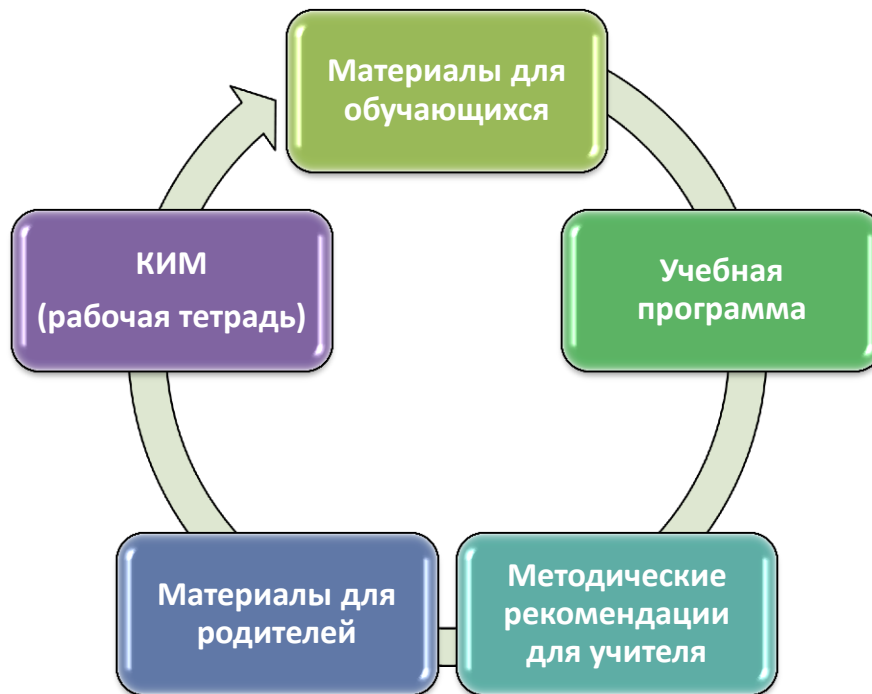 Материалы для
обучающихся
Учебная
программа
Методические
рекомендации
для учителя
Материалы для
родителей
КИМ
(рабочая тетрадь)